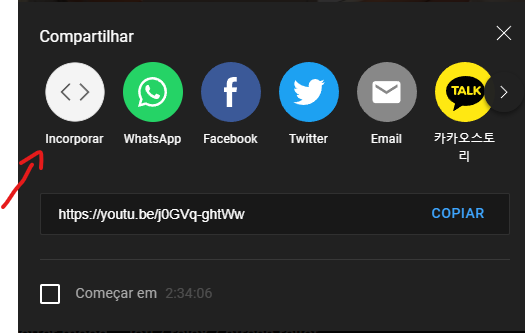 Compartilhar
Incorporar
WhatsApp
Facebook
Twitter
Email
TALK
카카오스토
리
https://youtu.be/j0GVq-ghtWw
COPIAR
Começar em 2:34:06